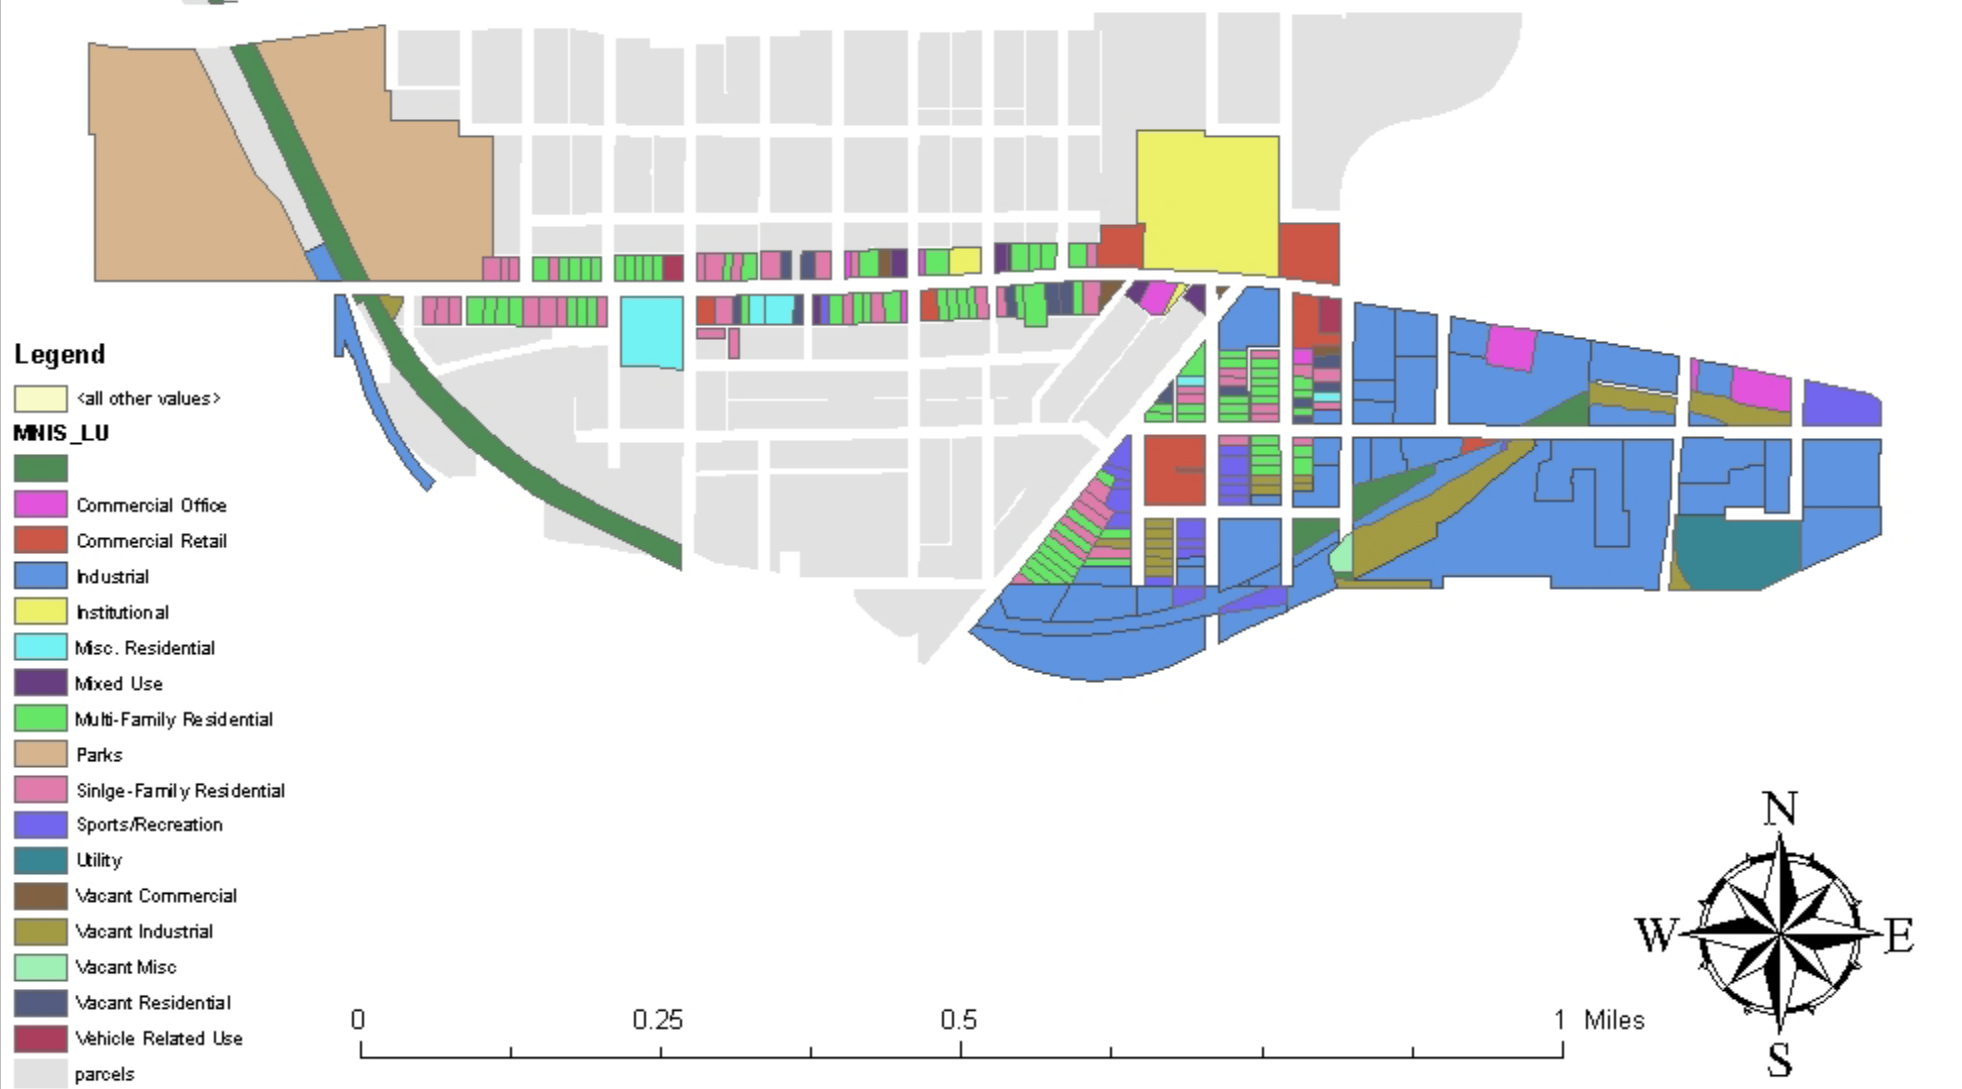 Legend
<all other values>
MNIS_LU
Commercial Office
Commercial Retail
Industrial
Institutional
Misc. Residential
Mixed Use
Multi-Family Residential
Parks
Sinlge-Family Residential
Sports/Recreation
Utility
Vacant Commercial
Vacant Industrial
Vacant Misc
Vacant Residential
Vehicle Related Use
parcels
0 0.25 0.5 1 Miles
N
W E
S